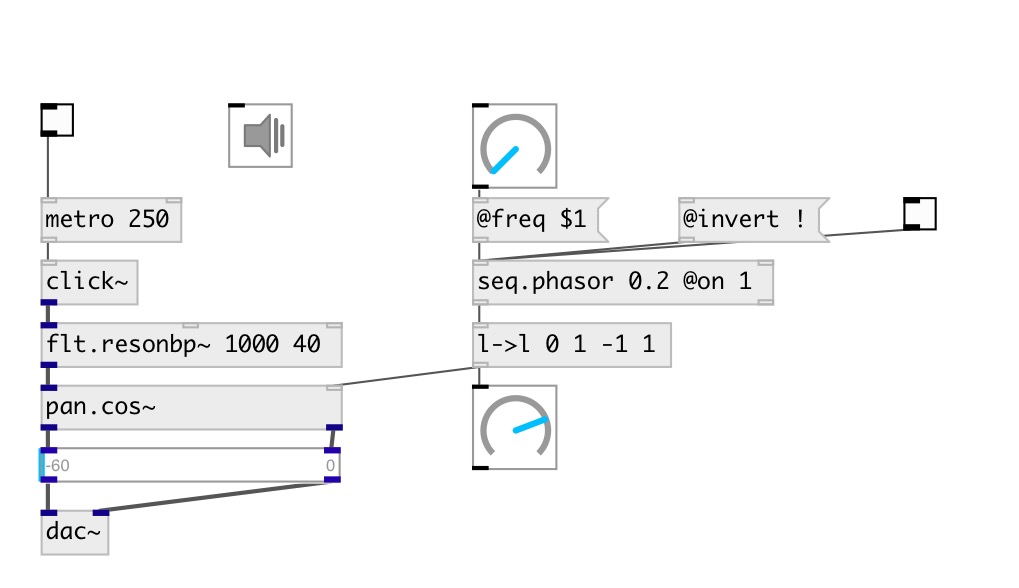 metro 250
@freq $1
@invert !
click~
seq.phasor 0.2 @on 1
flt.resonbp~ 1000 40
l->l 0 1 -1 1
pan.cos~
-60 0
dac~